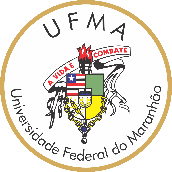 UFMA
A VIDA É COMBATE
Universidade Federal do Maranhão